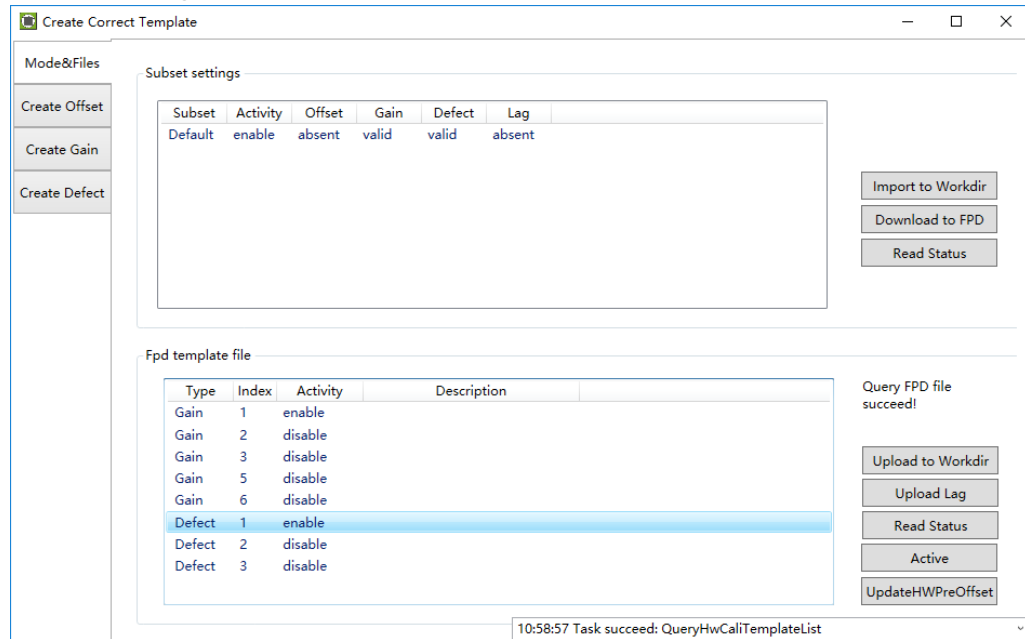 Create Correct Template
Mode&Files
Create Offset
Create Gain
Create Defect
Subset settings
Subset Activity Offset Gain Defect Lag
Default enable absent valid valid absent
Import to Workdir
Download to FPD
Read Status
Fpd template file
Type Index Activity Description
Gain 1 enable
Gain 2 disable
Gain 3 disable
Gain 5 disable
Gain 6 disable
Defect 1 enable
Defect 2 disable
Defect 3 disable
Query FPD file
succeed!
Upload to Workdir
Upload Lag
Read Status
Active
UpdateHWPreOffset
10:58:57 Task succeed: QueryHwCaliTemplateList